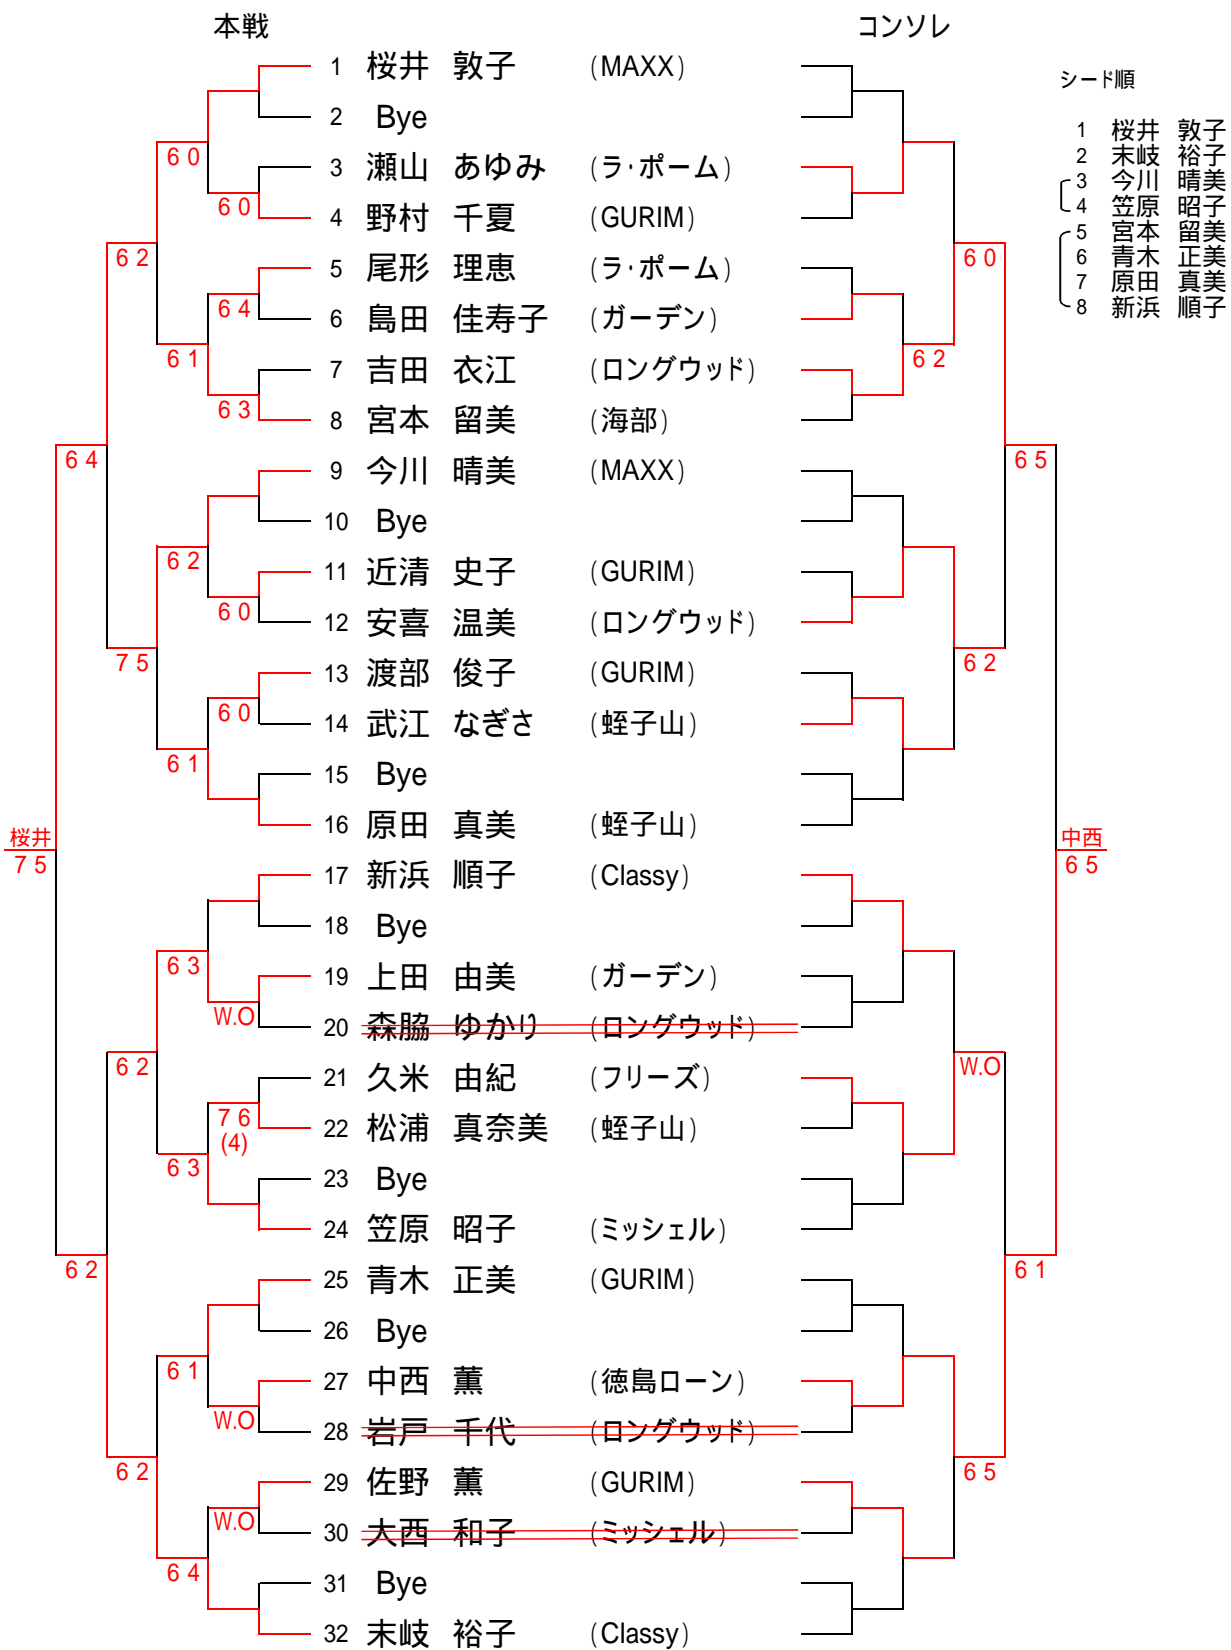 本戦 コンソレ
シード順
1 桜井 敦子
2 末岐 裕子
3 今川 晴美
4 笠原 昭子
5 宮本 留美
6 青木 正美
7 原田 真美
8 新浜 順子
1 桜井 敦子 (MAXX)
2 Bye
6 0
3 瀬山 あゆみ (ラ・ポーム)
6 0
4 野村 千夏 (GURIM)
6 2 6 0
5 尾形 理恵 (ラ・ポーム)
6 4
6 島田 佳寿子 (ガーデン)
6 1 6 2
7 吉田 衣江 (ロングウッド)
6 3
8 宮本 留美 (海部)
6 4 6 5
9 今川 晴美 (MAXX)
10 Bye
6 2
11 近清 史子 (GURIM)
6 0
12 安喜 温美 (ロングウッド)
7 5 6 2
13 渡部 俊子 (GURIM)
6 0
14 武江 なぎさ (蛭子山)
6 1
15 Bye
16 原田 真美 (蛭子山)
桜井 中西
7 5 6 5
17 新浜 順子 (Classy)
18 Bye
6 3
19 上田 由美 (ガーデン)
W.O
20 森脇 ゆかり (ロングウッド)
6 2 W.O
21 久米 由紀 (フリーズ)
7 6
(4)
22 松浦 真奈美 (蛭子山)
6 3
23 Bye
24 笠原 昭子 (ミッシェル)
6 2 6 1
25 青木 正美 (GURIM)
26 Bye
6 1
27 中西 薫 (徳島ローン)
W.O
28 岩戸 千代 (ロングウッド)
6 2 6 5
29 佐野 薫 (GURIM)
W.O
30 大西 和子 (ミッシェル)
6 4
31 Bye
32 末岐 裕子 (Classy)